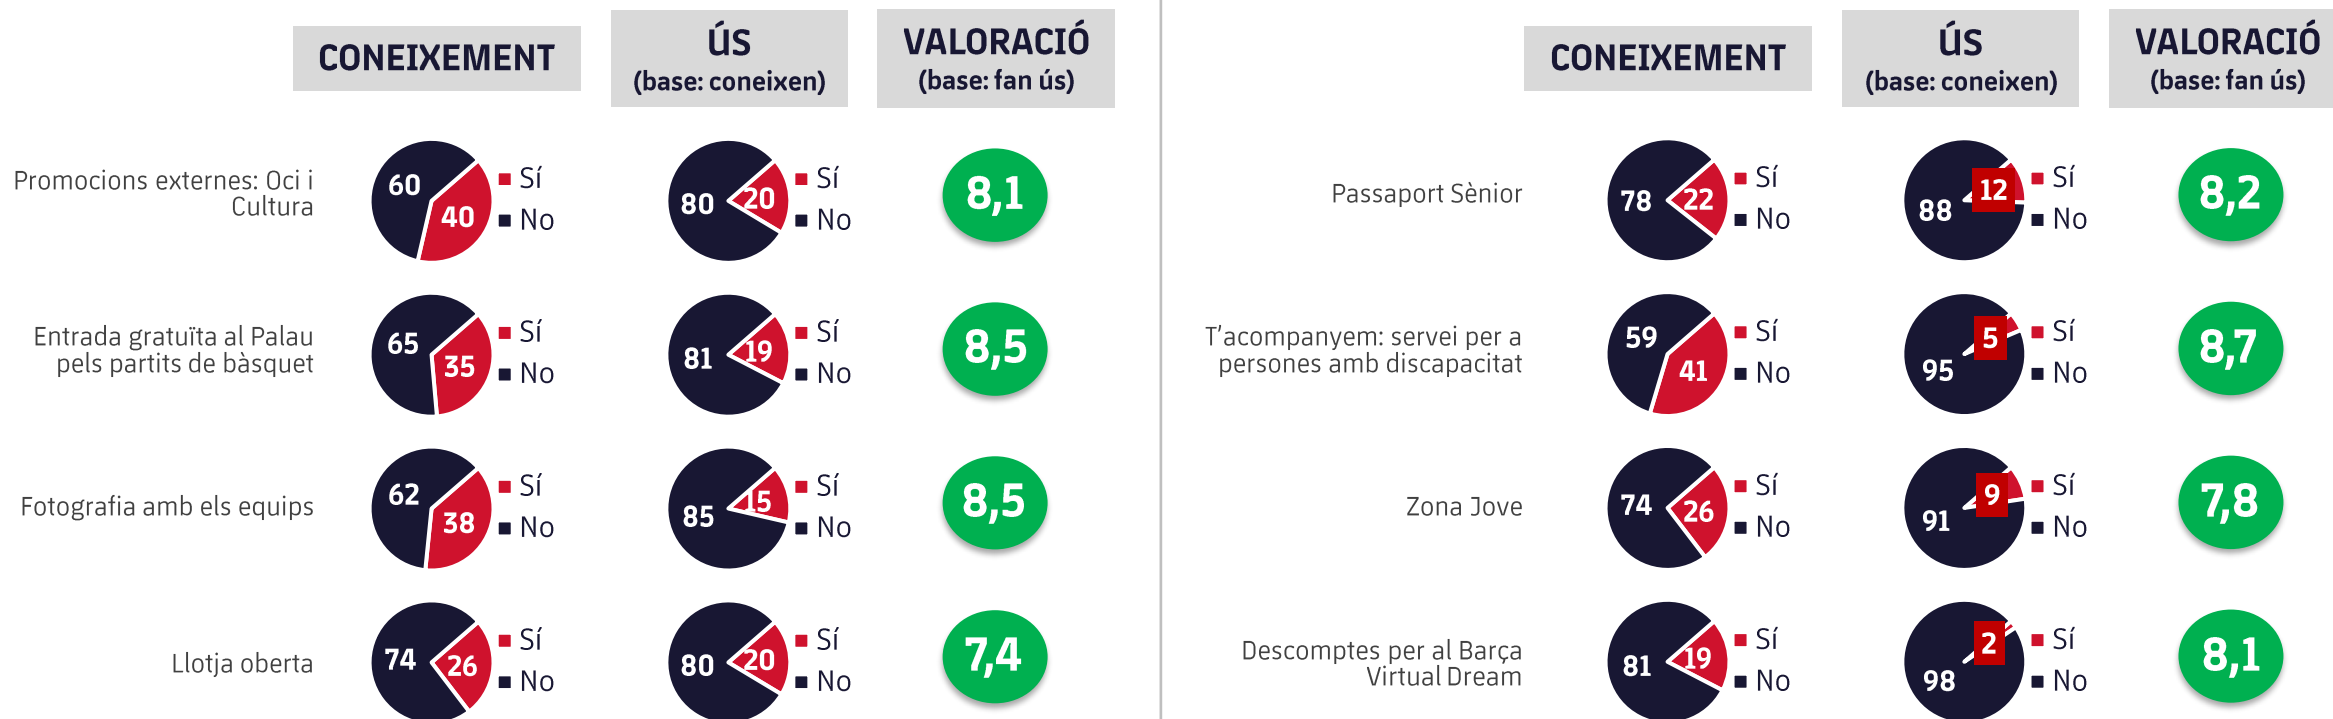 CONEIXEMENT
ÚS
(base: coneixen)
VALORACIÓ
(base: fan ús)
Promocions externes: Oci i
Cultura
60
40
Sí
No
80
20
Sí
No
8,1
Entrada gratuïta al Palau
pels partits de bàsquet
65
35
Sí
No
81
19
Sí
No
8,5
Fotografia amb els equips
62
38
Sí
No
85
15
Sí
No
8,5
Llotja oberta
74
26
Sí
No
80
20
Sí
No
7,4
CONEIXEMENT
ÚS
(base: coneixen)
VALORACIÓ
(base: fan ús)
Passaport Sènior
78
22
Sí
No
88
12
Sí
No
8,2
T'acompanyem: servei per a
persones amb discapacitat
59
41
Sí
No
95
5
Sí
No
8,7
Zona Jove
74
26
Sí
No
91
9
Sí
No
7,8
Descomptes per al Barça
Virtual Dream
81
19
Sí
No
98
2
Sí
No
8,1